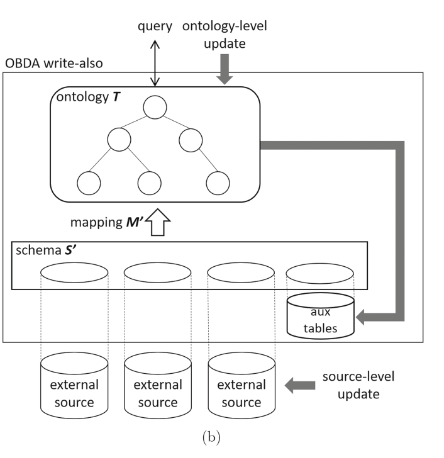 query ontology-level
update
OBDA write-also
ontology T
mapping M'
schema S'
aux
tables
external
source
external
source
external
source
source-level
update
(b)